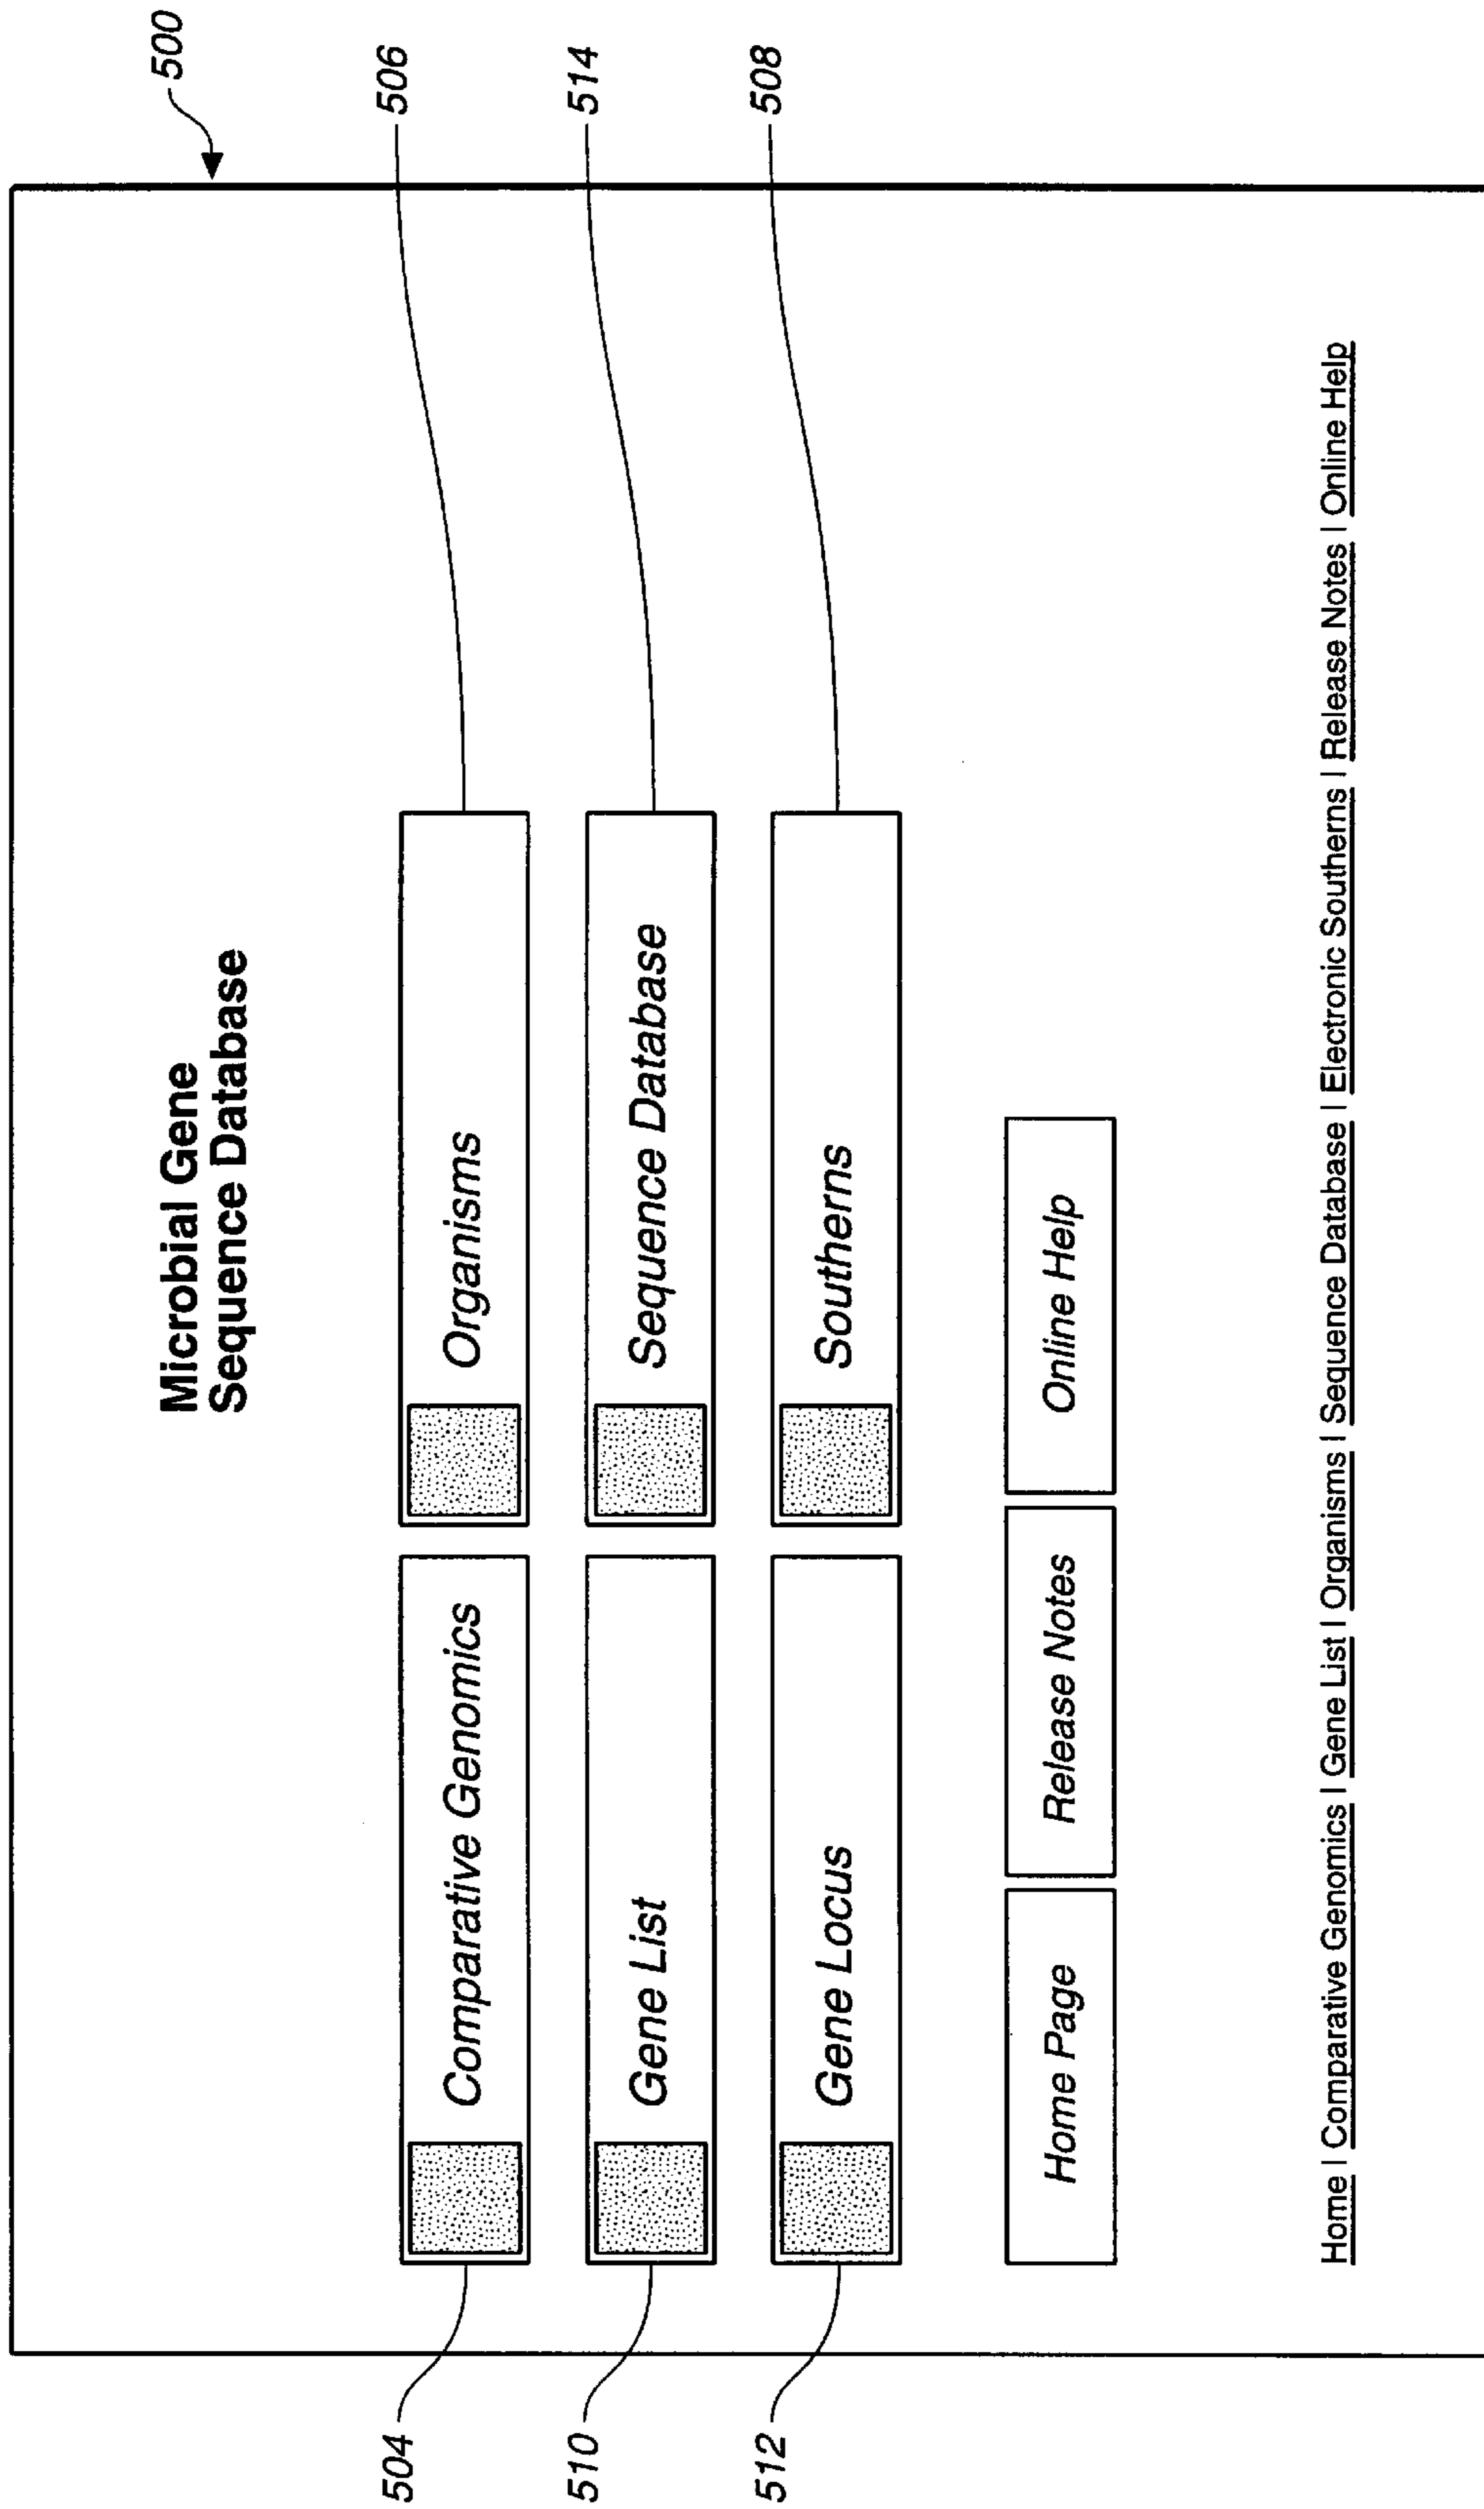 500
Microbial Gene
Sequence Database
504
Comparative Genomics
Organisms
506
510
Gene List
Sequence Database
514
512
Gene Locus
Southerns
508
Home Page
Release Notes
Online Help
Home | Comparative Genomics | Gene List | Organisms | Sequence Database | Electronic Southerns | Release Notes | Online Help